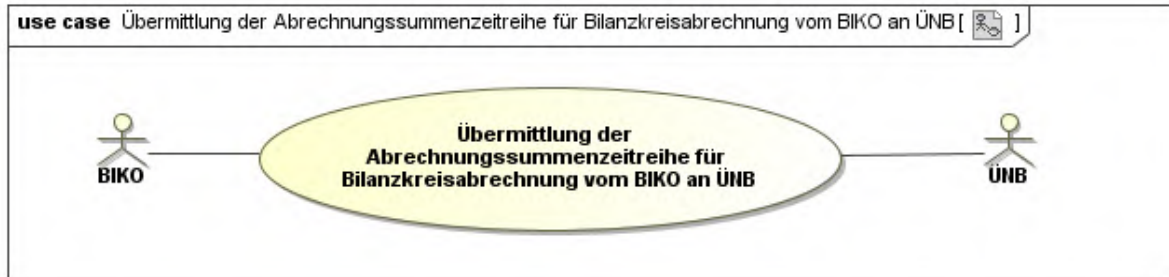 use case Übermittlung der Abrechnungssummenzeitreihe für Bilanzkreisabrechnung vom BIKO an ÜNB [ ]
Übermittlung der
Abrechnungssummenzeitreihe für
Bilanzkreisabrechnung vom BIKO an ÜNB
BIKO
ÜNB